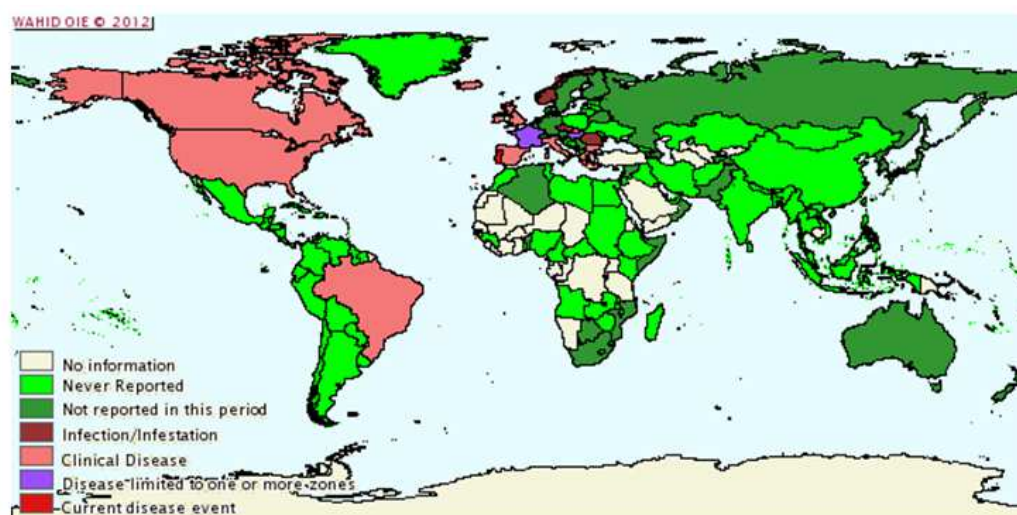 WAHID OIE © 2012
No information
Never Reported
Not reported in this period
Infection/Infestation
Clinical Disease
Disease limited to one or more zones
Current disease event